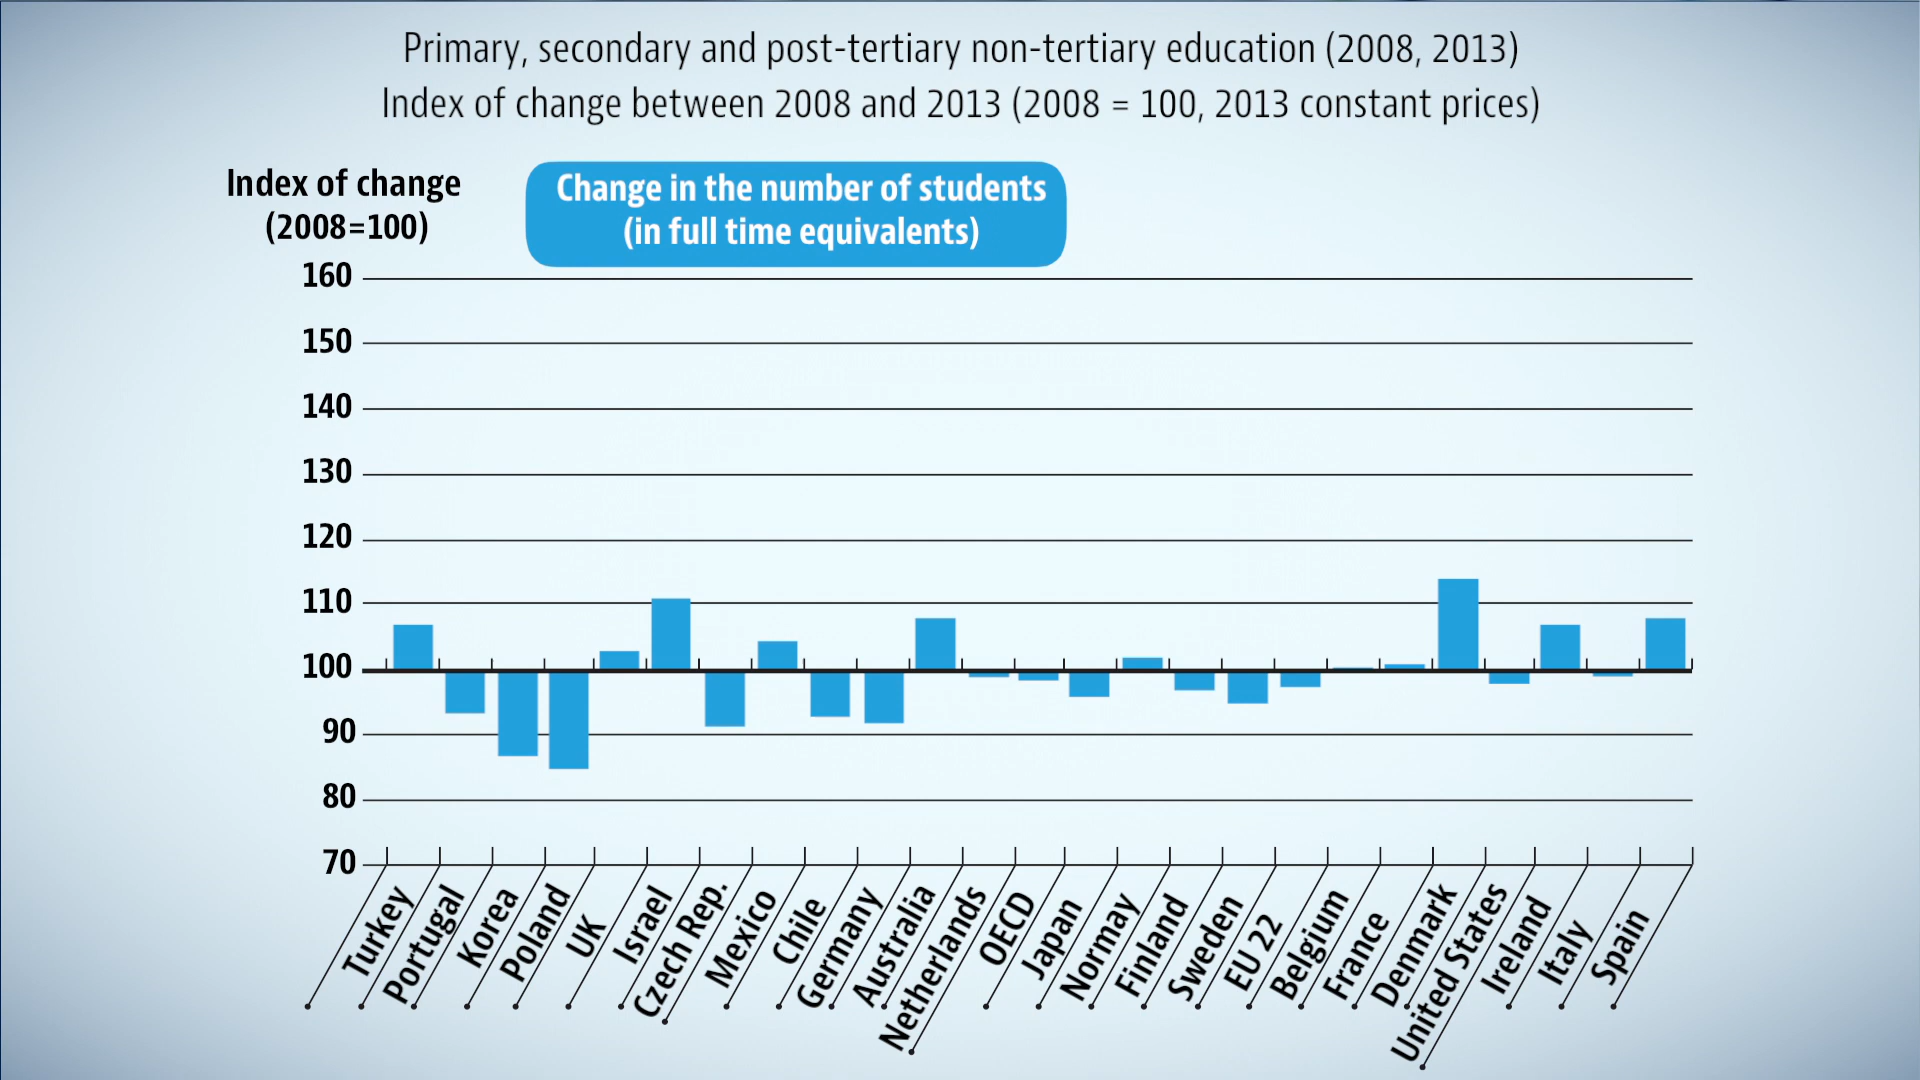 Primary, secondary and post-tertiary non-tertiary education (2008, 2013)
Index of change between 2008 and 2013 (2008 = 100, 2013 constant prices)
Index of change
(2008=100)
Change in the number of students
(in full time equivalents)
160
150
140
130
120
110
100
90
80
70
Turkey
Portugal
Korea
Poland
UK
Israel
Czech Rep.
Mexico
Chile
Germany
Australia
Netherlands
OECD
Japan
Normay
Finland
Sweden
EU 22
Belgium
France
Denmark
United States
Ireland
Italy
Spain